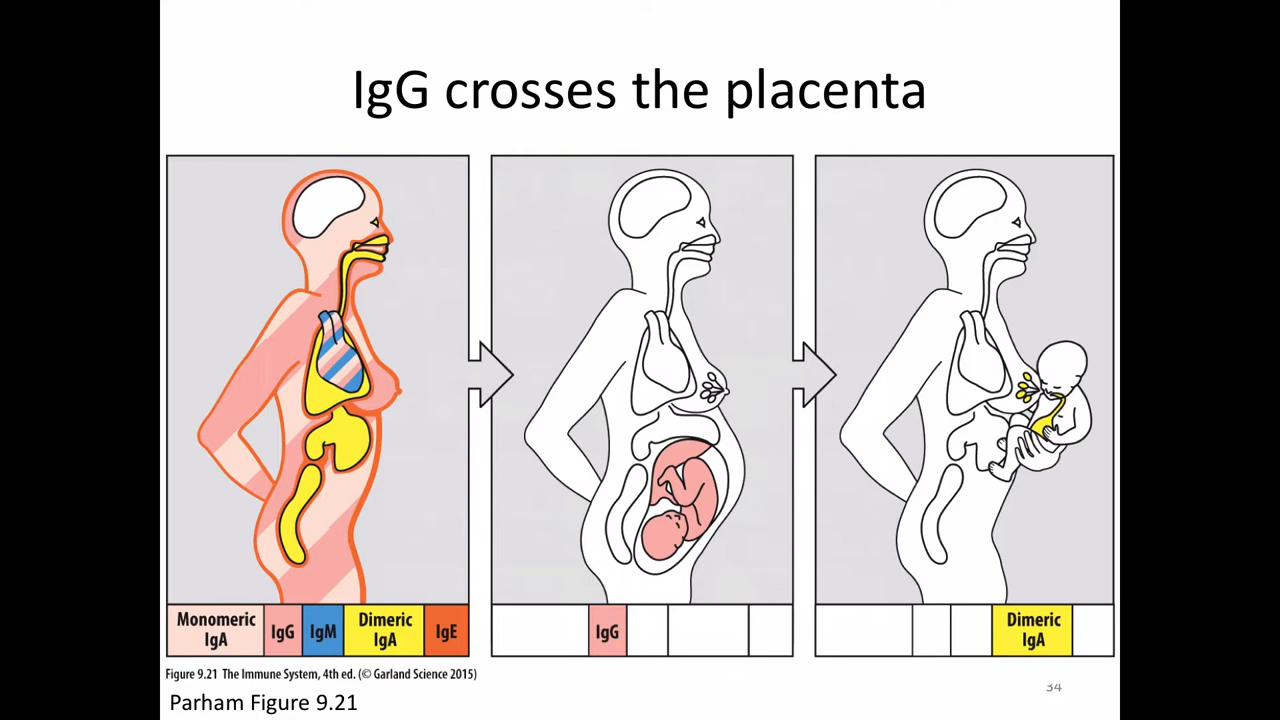 IgG crosses the placenta
Monomeric
IgA
IgG
IgM
Dimeric
IgA
IgE
IgG
Dimeric
IgA
Figure 9.21 The Immune System, 4th ed. (© Garland Science 2015)
Parham Figure 9.21
34